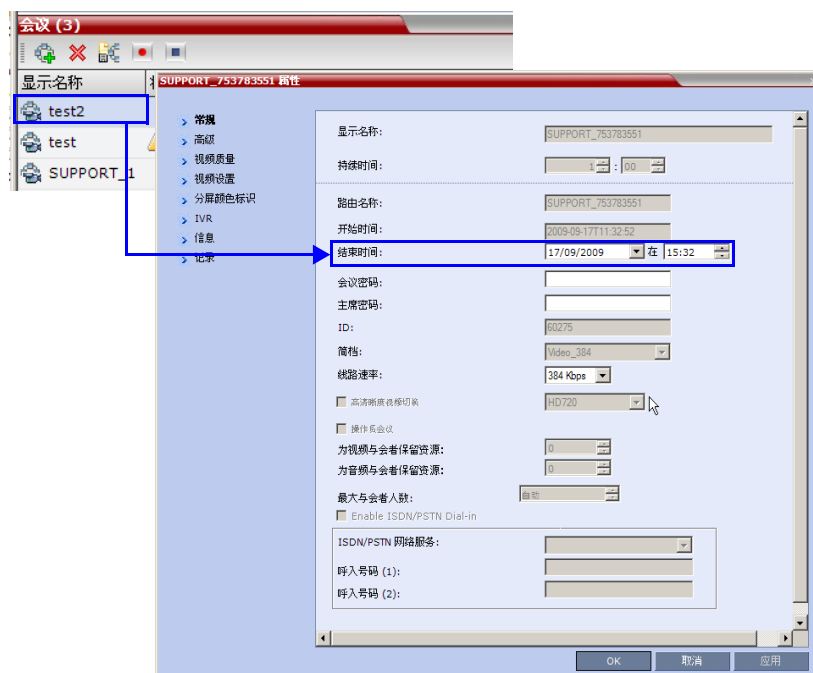 会议 (3)
显示名称
test2
test
SUPPORT_1
SUPPORT_753783551 属性
常规
高级
视频质量
视频设置
分屏颜色标识
IVR
信息
记录
显示名称: SUPPORT_753783551
持续时间: 1 : 00
路由名称: SUPPORT_753783551
开始时间: 2009-09-17T11:32:52
结束时间: 17/09/2009 在 15:32
会议密码:
主席密码:
ID: 60275
简档: Video_384
线路速率: 384 Kbps
高清晰度视频切换 HD720
操作员会议
为视频与会者保留资源: 0
为音频与会者保留资源: 0
最大与会者人数: 自动
Enable ISDN/PSTN Dial-in
ISDN/PSTN 网络服务:
呼入号码 (1):
呼入号码 (2):
OK 取消 应用